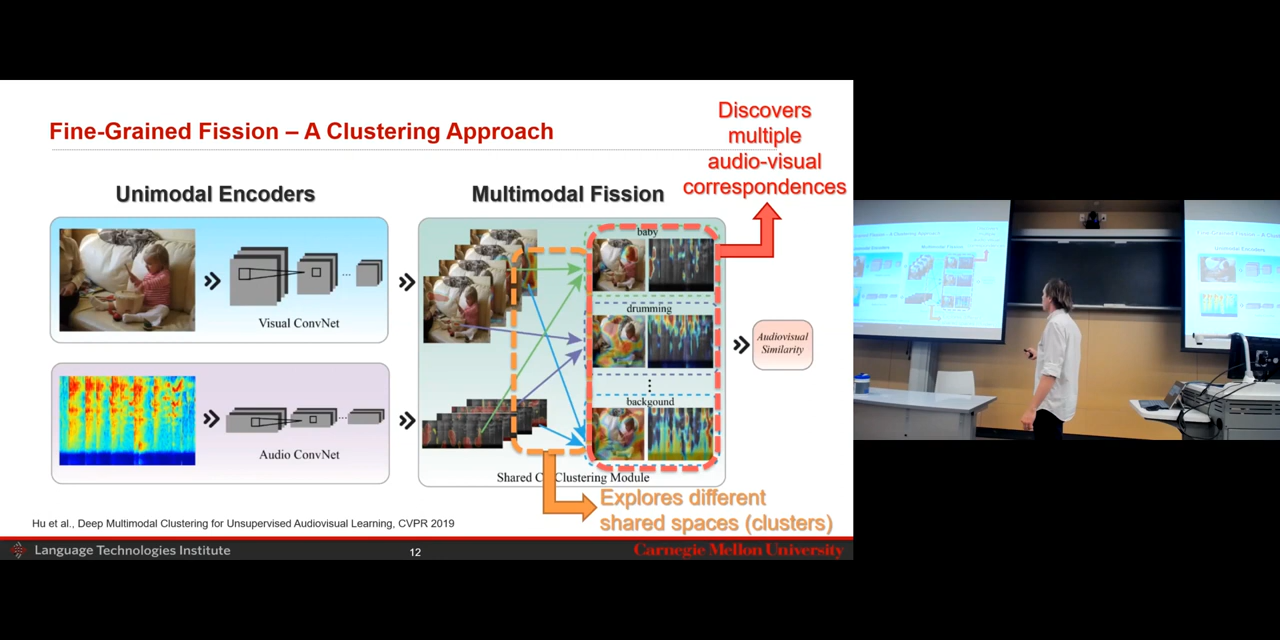 Fine-Grained Fission – A Clustering Approach
Discovers
multiple
audio-visual
correspondences
Unimodal Encoders
Multimodal Fission
Visual ConvNet
Audio ConvNet
baby
drumming
backgound
Shared C Clustering Module
Audiovisual
Similarity
Explores different
shared spaces (clusters)
Hu et al., Deep Multimodal Clustering for Unsupervised Audiovisual Learning, CVPR 2019
Language Technologies Institute
12
Carnegie Mellon University